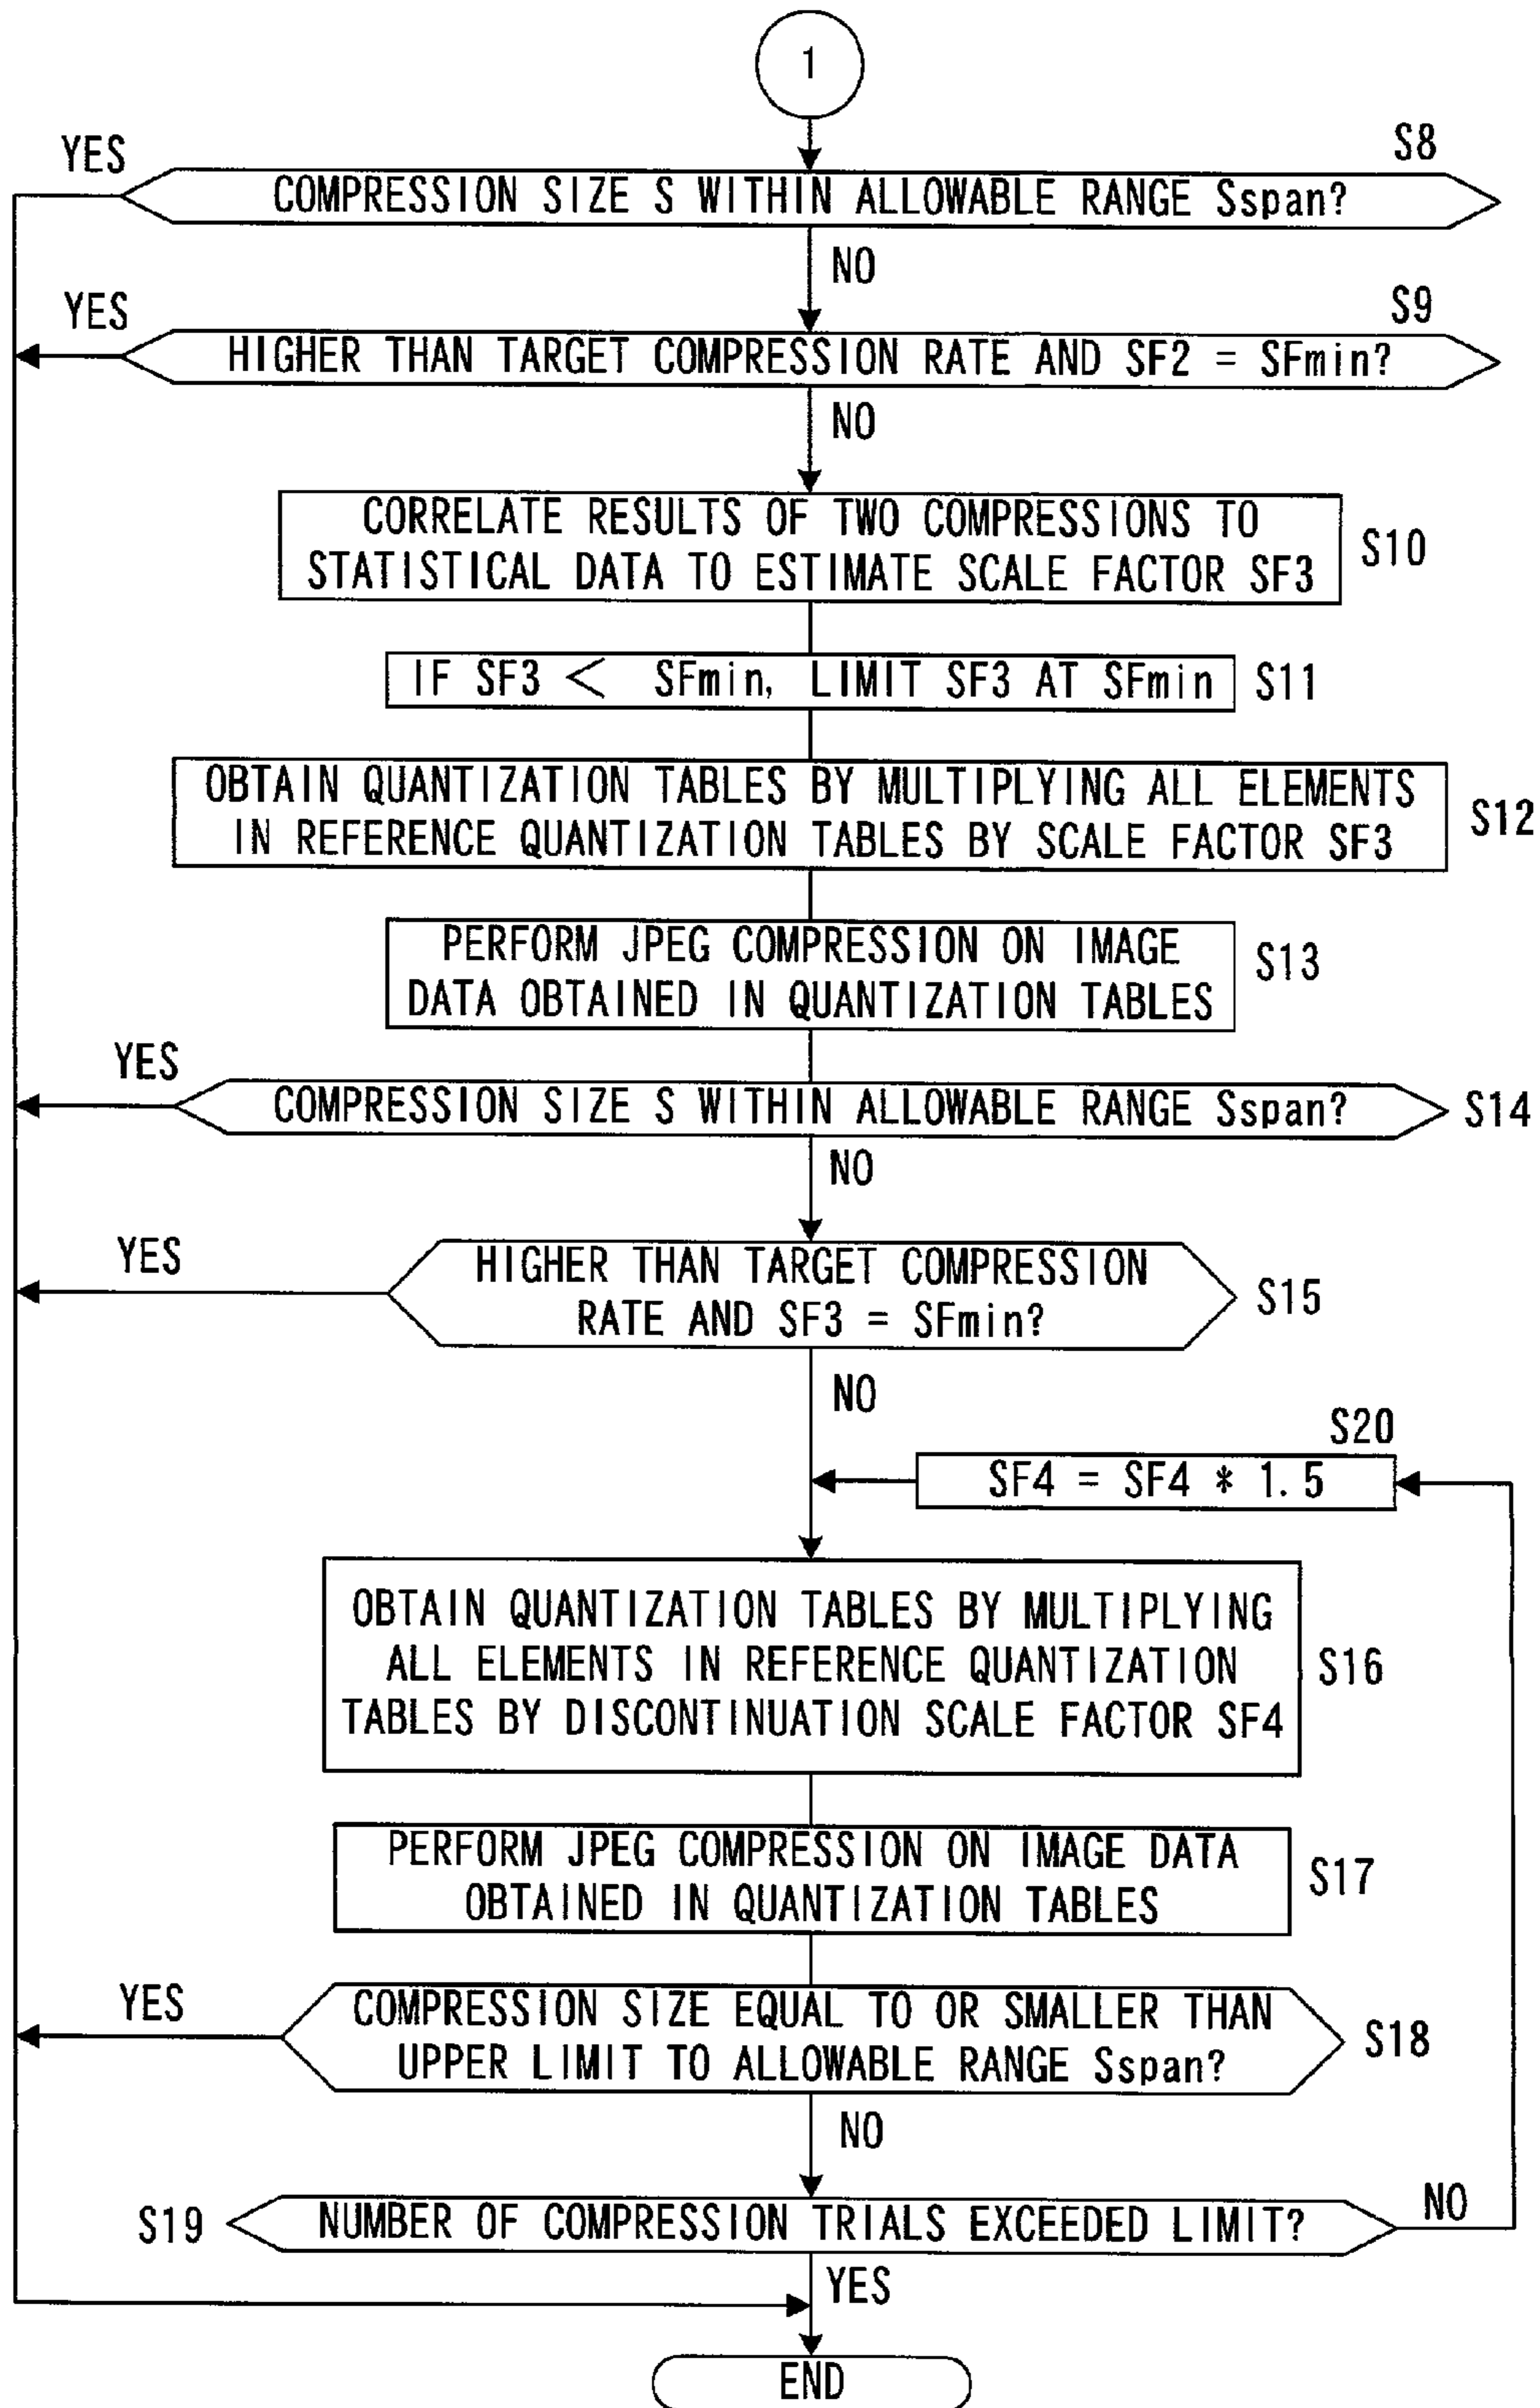 1
YES
S8
COMPRESSION SIZE S WITHIN ALLOWABLE RANGE Sspan?
NO
YES
S9
HIGHER THAN TARGET COMPRESSION RATE AND SF2 = SFmin?
NO
CORRELATE RESULTS OF TWO COMPRESSIONS TO
STATISTICAL DATA TO ESTIMATE SCALE FACTOR SF3
S10
IF SF3 < SFmin, LIMIT SF3 AT SFmin
S11
OBTAIN QUANTIZATION TABLES BY MULTIPLYING ALL ELEMENTS
IN REFERENCE QUANTIZATION TABLES BY SCALE FACTOR SF3
S12
PERFORM JPEG COMPRESSION ON IMAGE
DATA OBTAINED IN QUANTIZATION TABLES
S13
YES
COMPRESSION SIZE S WITHIN ALLOWABLE RANGE Sspan?
S14
NO
YES
HIGHER THAN TARGET COMPRESSION
RATE AND SF3 = SFmin?
S15
NO
S20
SF4 = SF4 * 1.5
OBTAIN QUANTIZATION TABLES BY MULTIPLYING
ALL ELEMENTS IN REFERENCE QUANTIZATION
TABLES BY DISCONTINUATION SCALE FACTOR SF4
S16
PERFORM JPEG COMPRESSION ON IMAGE DATA
OBTAINED IN QUANTIZATION TABLES
S17
YES
COMPRESSION SIZE EQUAL TO OR SMALLER THAN
UPPER LIMIT TO ALLOWABLE RANGE Sspan?
S18
NO
S19
NUMBER OF COMPRESSION TRIALS EXCEEDED LIMIT?
NO
YES
END